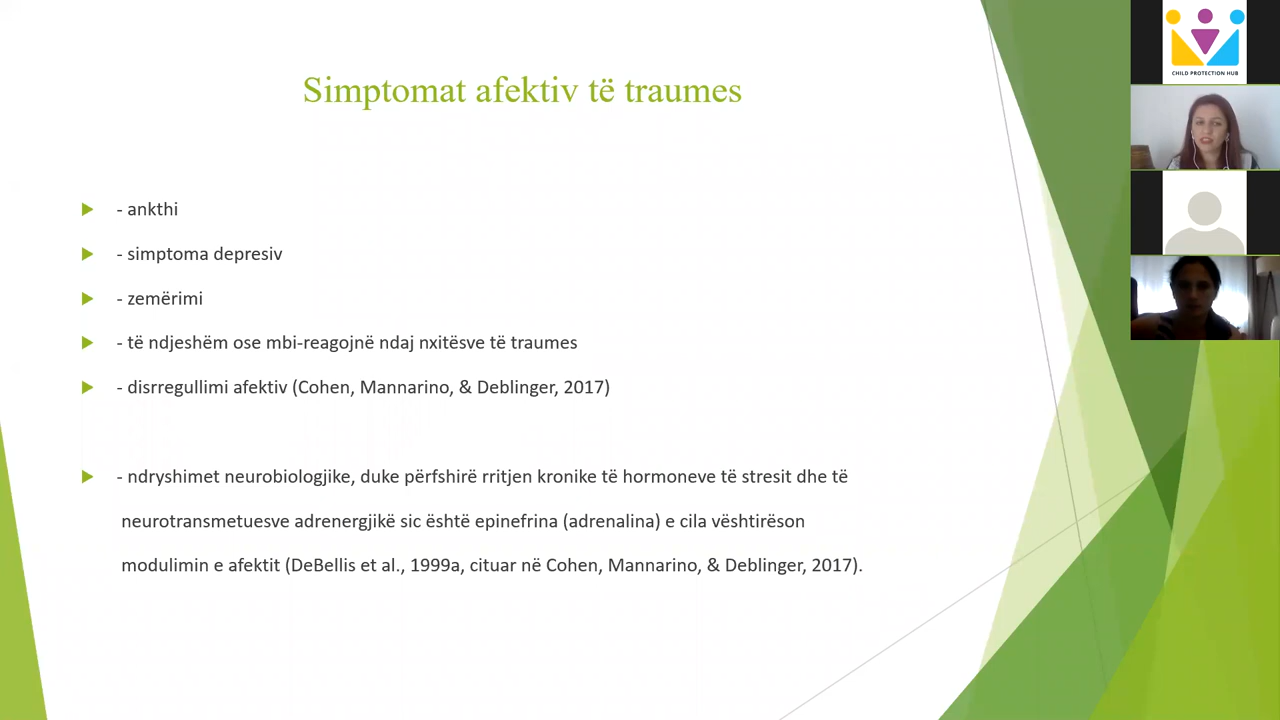 Simptomat afektiv të traumes
- ankthi
- simptoma depresiv
- zemërimi
- të ndjeshëm ose mbi-reagojnë ndaj nxitësve të traumes
- disrregullimi afektiv (Cohen, Mannarino, & Deblinger, 2017)
- ndryshimet neurobiologjike, duke përfshirë rritjen kronike të hormoneve të stresit dhe të
neurotransmetuesve adrenergjikë sic është epinefrina (adrenalina) e cila vështirëson
modulimin e afektit (DeBellis et al., 1999a, cituar në Cohen, Mannarino, & Deblinger, 2017).
CHILD PROTECTION HUB